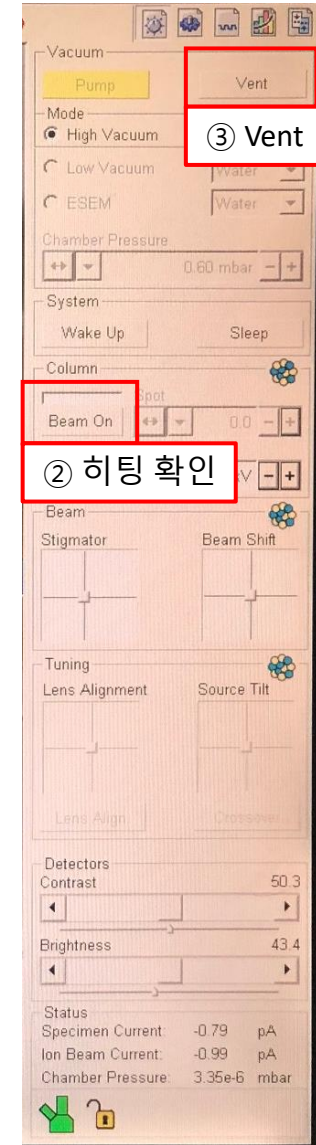 Vacuum
Pump Vent
Mode
High Vacuum
③ Vent
Low Vacuum Water
ESEM Water
Chamber Pressure
0.60 mbar
System
Wake Up Sleep
Column
Spot
Beam On 0.0
② 히팅 확인
Beam
Stigmator Beam Shift
Tuning
Lens Alignment Source Tilt
Lens Align Crossover
Detectors
Contrast 50.3
Brightness 43.4
Status
Specimen Current: -0.79 pA
Ion Beam Current: -0.99 pA
Chamber Pressure: 3.35e-6 mbar